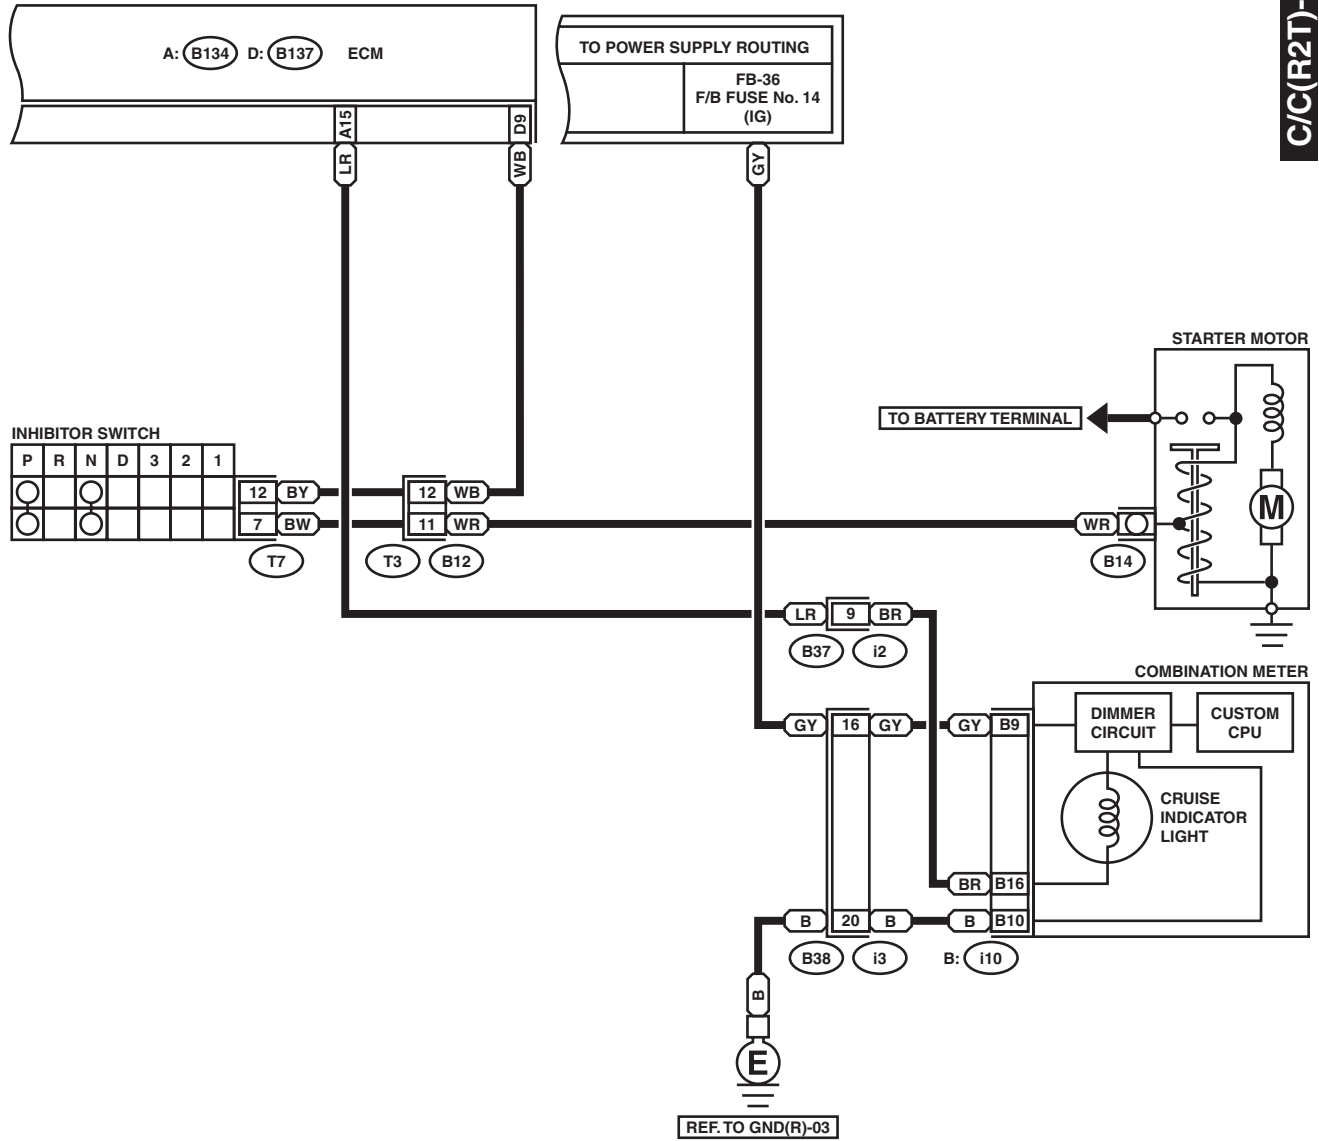 C/C(R2T)-
A: B134 D: B137 ECM
TO POWER SUPPLY ROUTING
FB-36
F/B FUSE No. 14
(IG)
A15
D9
LR
WB
GY
STARTER MOTOR
TO BATTERY TERMINAL
M
INHIBITOR SWITCH
P R N D 3 2 1
12 BY 12 WB
7 BW 11 WR WR
T7 T3 B12 B14
LR 9 BR
B37 i2
COMBINATION METER
DIMMER
CIRCUIT
CUSTOM
CPU
GY 16 GY GY B9
CRUISE
INDICATOR
LIGHT
BR B16
B 20 B B B10
B38 i3 B: i10
B
E
REF. TO GND(R)-03